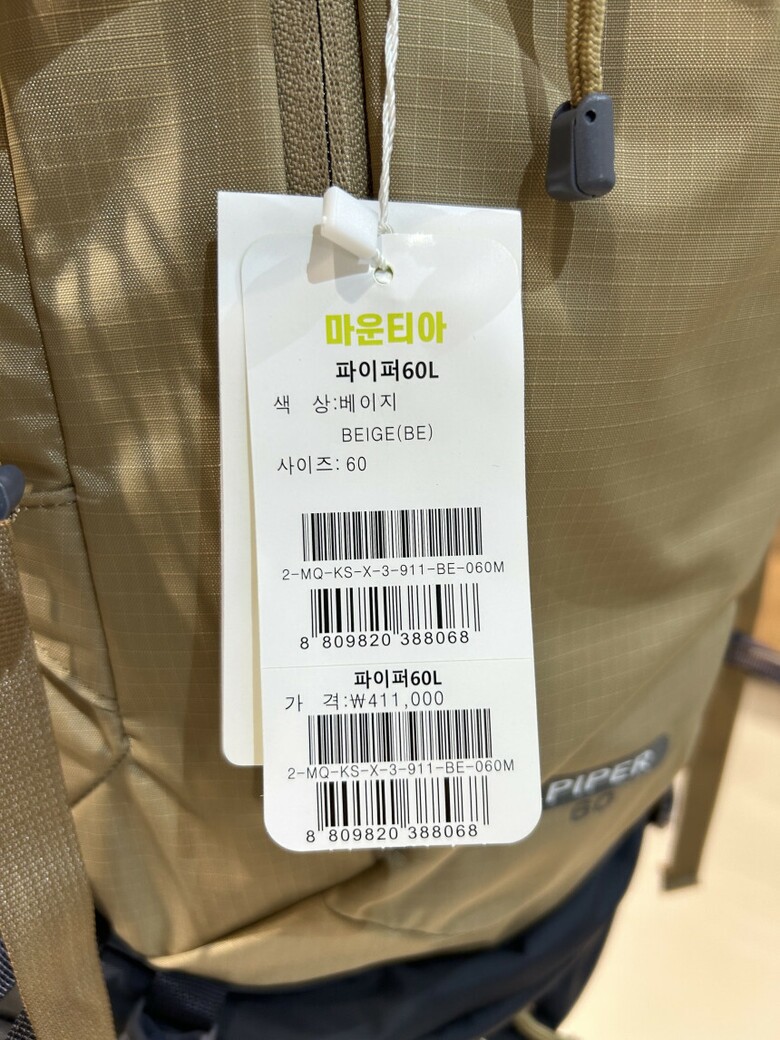 마운티아
파이퍼60L
색 상:베이지
BEIGE(BE)
사이즈: 60
2-MQ-KS-X-3-911-BE-060M
8 809820 388068
파이퍼60L
가 격:₩411,000
2-MQ-KS-X-3-911-BE-060M
8 809820 388068
PIPER
60